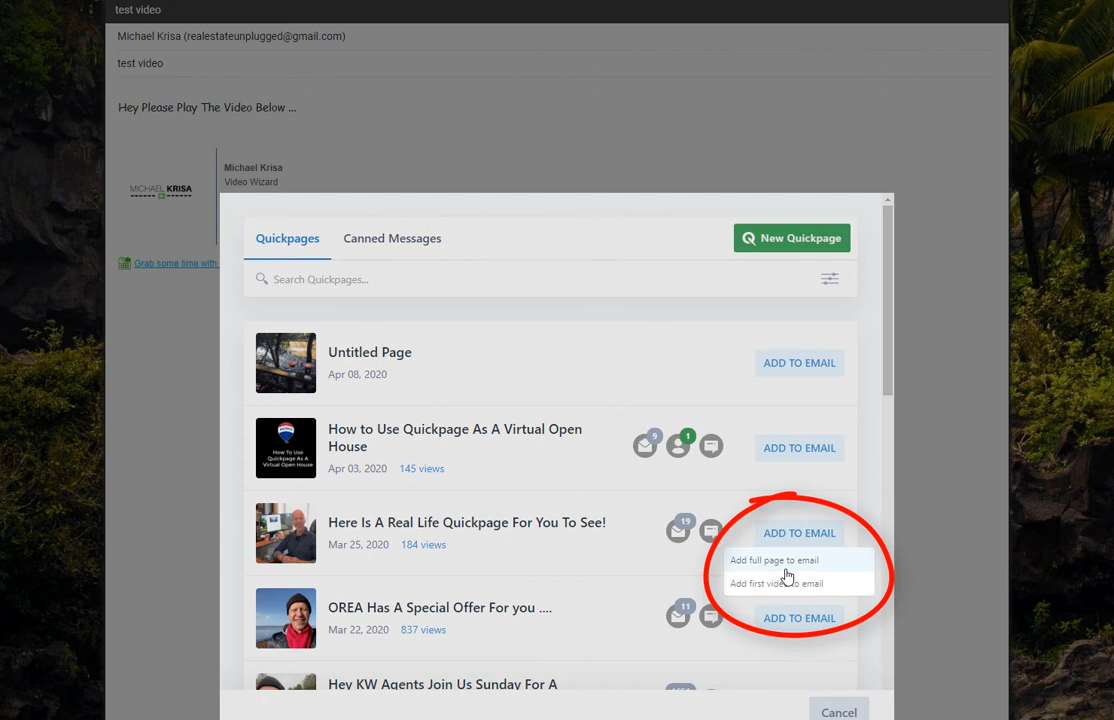 test video
Michael Krisa (realestateunplugged@gmail.com)
test video
Hey Please Play The Video Below ...
MICHAEL KRISA
Michael Krisa
Video Wizard
Grab some time with
Quickpages
Canned Messages
New Quickpage
Search Quickpages...
Untitled Page
Apr 08, 2020
ADD TO EMAIL
How To Use
Quickpage As A
Virtual Open House
How to Use Quickpage As A Virtual Open
House
Apr 03, 2020 145 views
9
1
ADD TO EMAIL
Here Is A Real Life Quickpage For You To See!
Mar 25, 2020 184 views
19
ADD TO EMAIL
Add full page to email
Add first video to email
OREA Has A Special Offer For you ....
Mar 22, 2020 837 views
11
ADD TO EMAIL
Hey KW Agents Join Us Sunday For A
Cancel